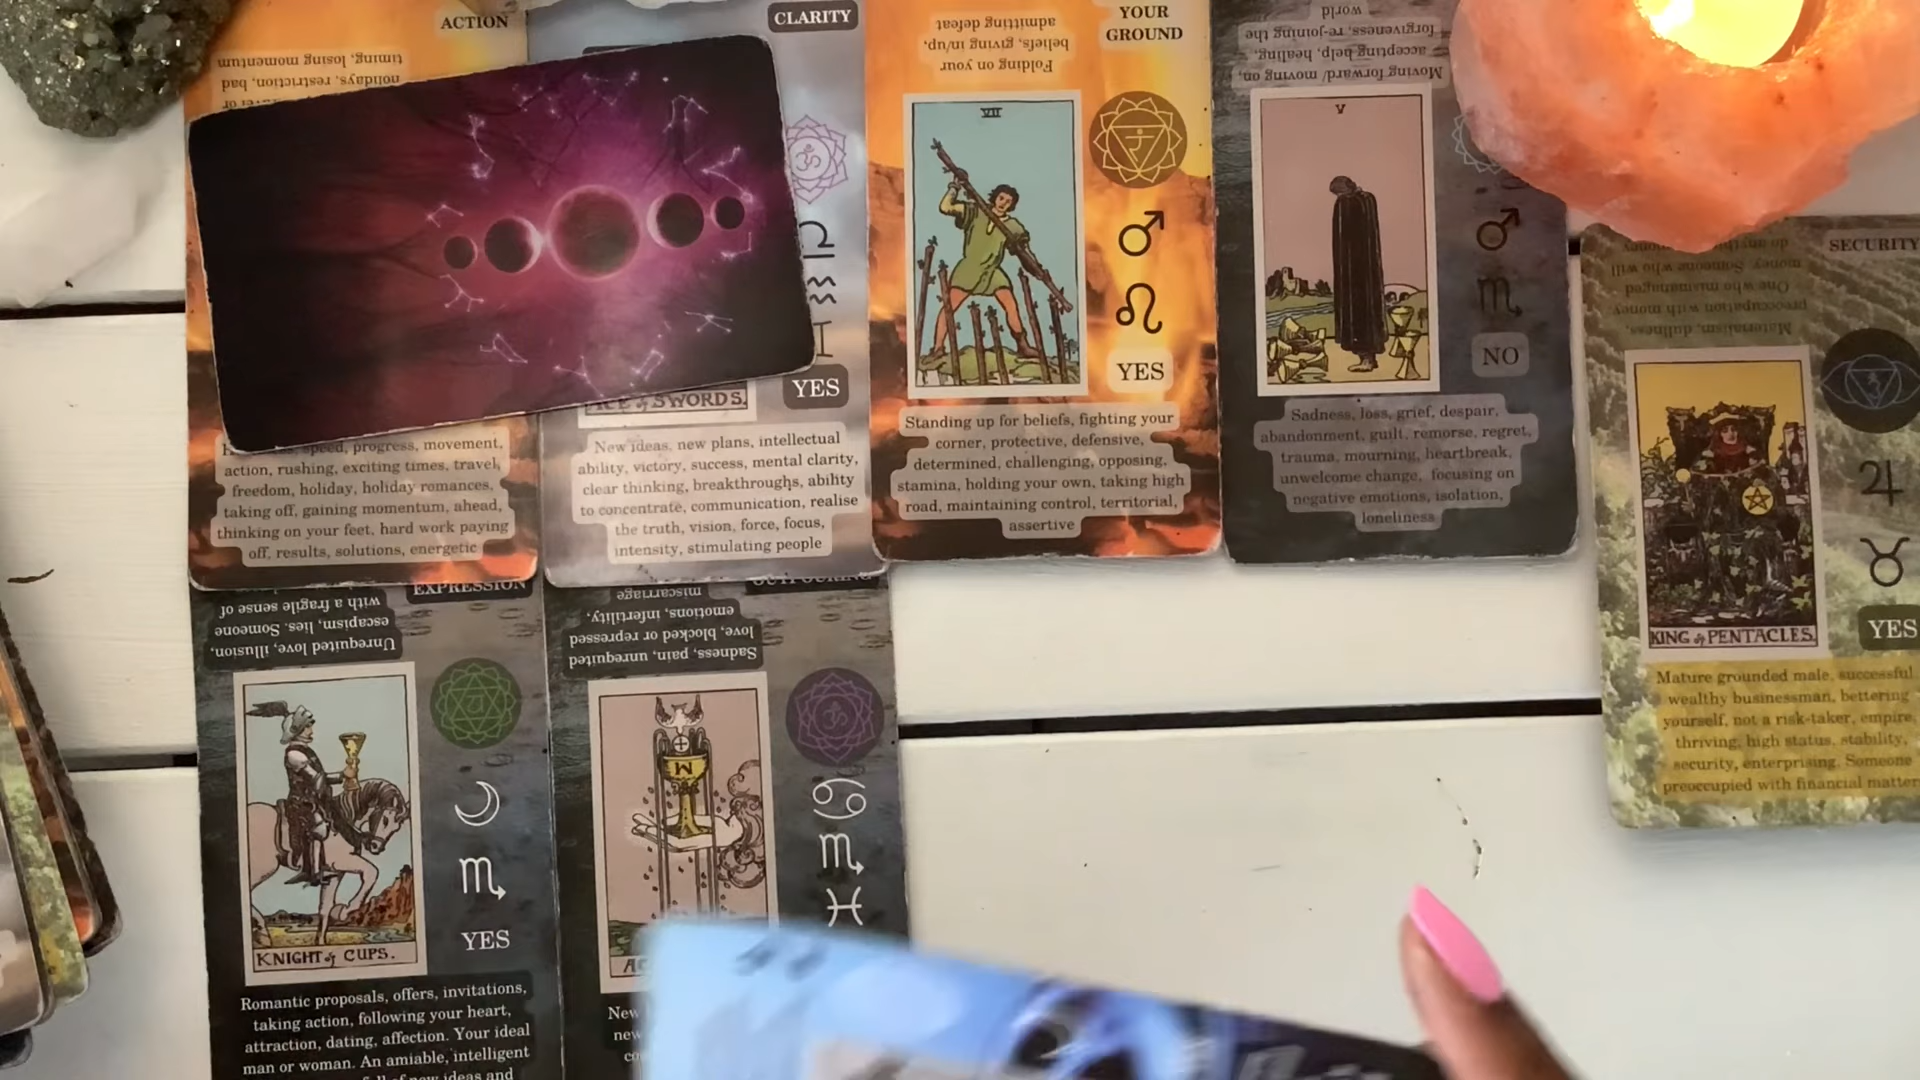 ACTION
timing, losing momentum
holidays, restriction, bad
CLARITY
SWORDS.
YES
speed, progress, movement,
action, rushing, exciting times, travel,
freedom, holiday, holiday romances,
taking off, gaining momentum, ahead,
thinking on your feet, hard work paying
off, results, solutions, energetic
New ideas, new plans, intellectual
ability, victory, success, mental clarity,
clear thinking, breakthroughs, ability
to concentrate, communication, realise
the truth, vision, force, focus,
intensity, stimulating people
YOUR
GROUND
Folding on your
beliefs, giving in/up,
admitting defeat
VII
YES
Standing up for beliefs, fighting your
corner, protective, defensive,
determined, challenging, opposing,
stamina, holding your own, taking high
road, maintaining control, territorial,
assertive
Moving forward/ moving on,
accepting help, healing,
forgiveness, re-joining the
world
V
NO
Sadness, loss, grief, despair,
abandonment, guilt, remorse, regret,
trauma, mourning, heartbreak,
unwelcome change, focusing on
negative emotions, isolation,
loneliness
SECURITY
Materialism, dullness,
preoccupation with money.
One who mismanaged
money. Someone who will
KING of PENTACLES.
YES
Mature grounded male, successful
wealthy businessman, bettering
yourself, not a risk-taker, empire,
thriving, high status, stability,
security, enterprising. Someone
preoccupied with financial matter
EXPRESSION
Unrequited love, illusion,
escapism, lies. Someone
with a fragile sense of
KNIGHT of CUPS.
YES
Romantic proposals, offers, invitations,
taking action, following your heart,
attraction, dating, affection. Your ideal
man or woman. An amiable, intelligent
full of new ideas and
OUTPOURING
Sadness, pain, unrequited
love, blocked or repressed
emotions, infertility,
miscarriage
New
new